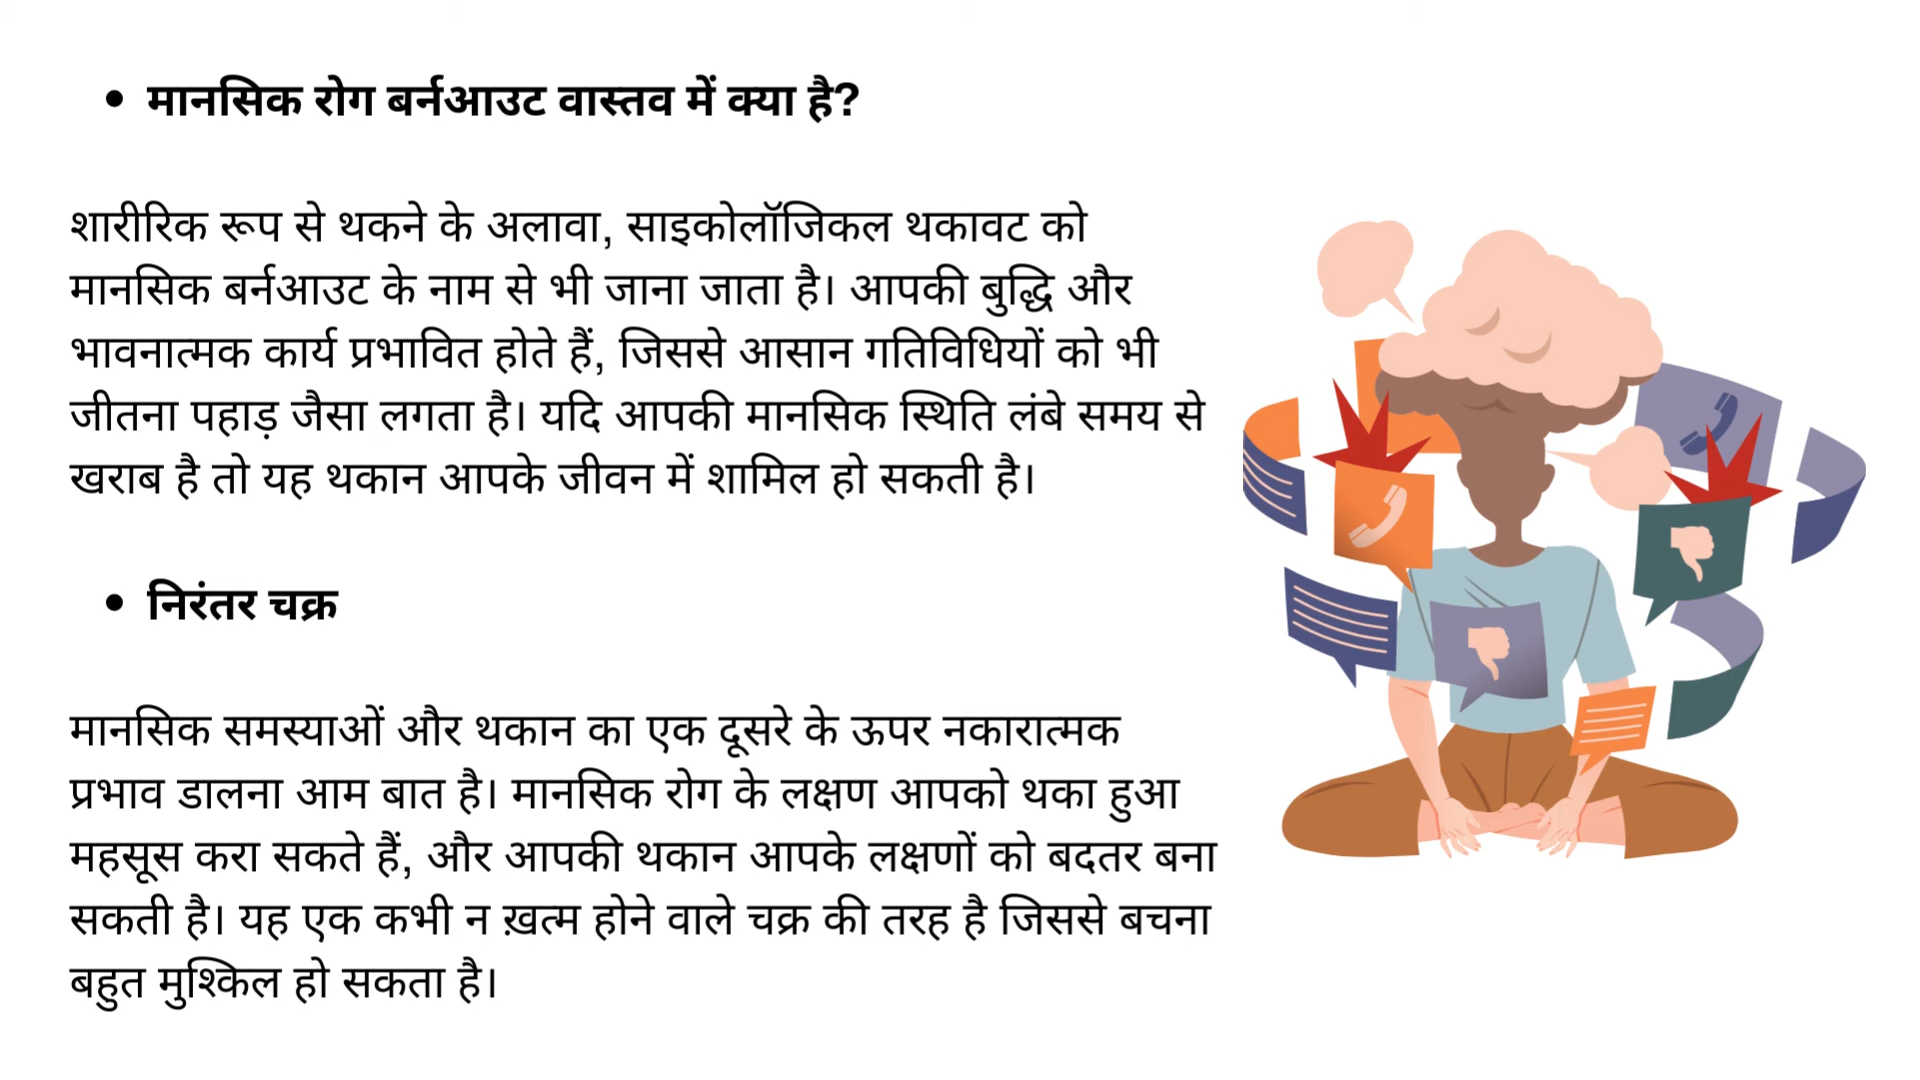 • मानसिक रोग बर्नआउट वास्तव में क्या है?
शारीरिक रूप से थकने के अलावा, साइकोलॉजिकल थकावट को
मानसिक बर्नआउट के नाम से भी जाना जाता है। आपकी बुद्धि और
भावनात्मक कार्य प्रभावित होते हैं, जिससे आसान गतिविधियों को भी
जीतना पहाड़ जैसा लगता है। यदि आपकी मानसिक स्थिति लंबे समय से
खराब है तो यह थकान आपके जीवन में शामिल हो सकती है।
• निरंतर चक्र
मानसिक समस्याओं और थकान का एक दूसरे के ऊपर नकारात्मक
प्रभाव डालना आम बात है। मानसिक रोग के लक्षण आपको थका हुआ
महसूस करा सकते हैं, और आपकी थकान आपके लक्षणों को बदतर बना
सकती है। यह एक कभी न ख़त्म होने वाले चक्र की तरह है जिससे बचना
बहुत मुश्किल हो सकता है।